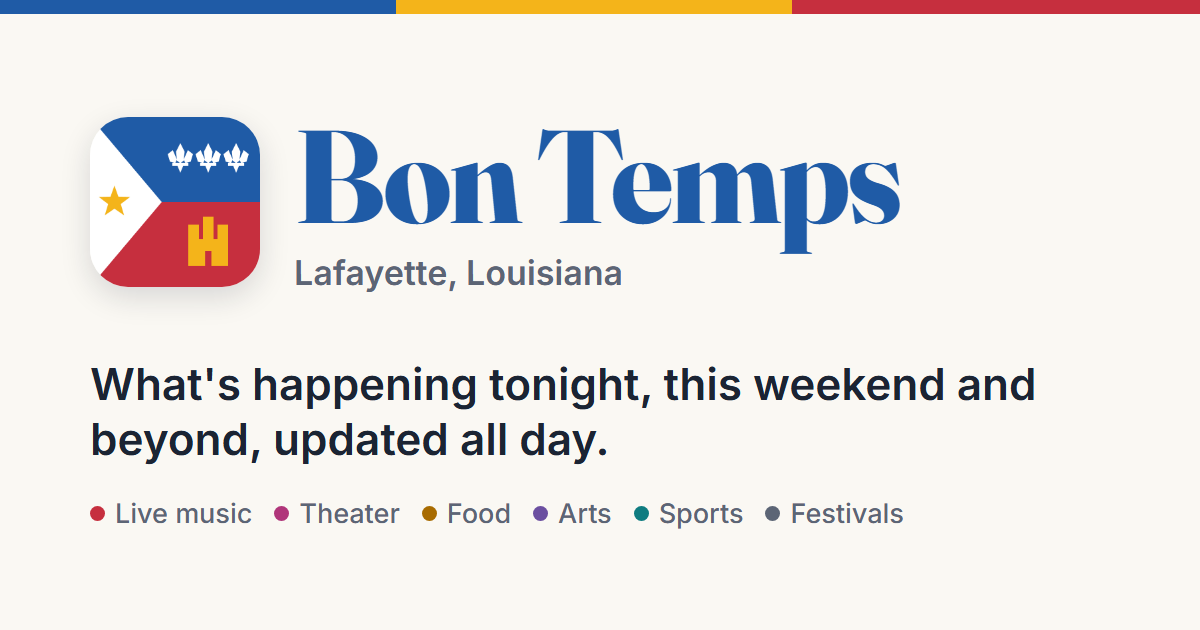 Bon Temps
Lafayette, Louisiana
What's happening tonight, this weekend and
beyond, updated all day.
Live music Theater Food Arts Sports Festivals